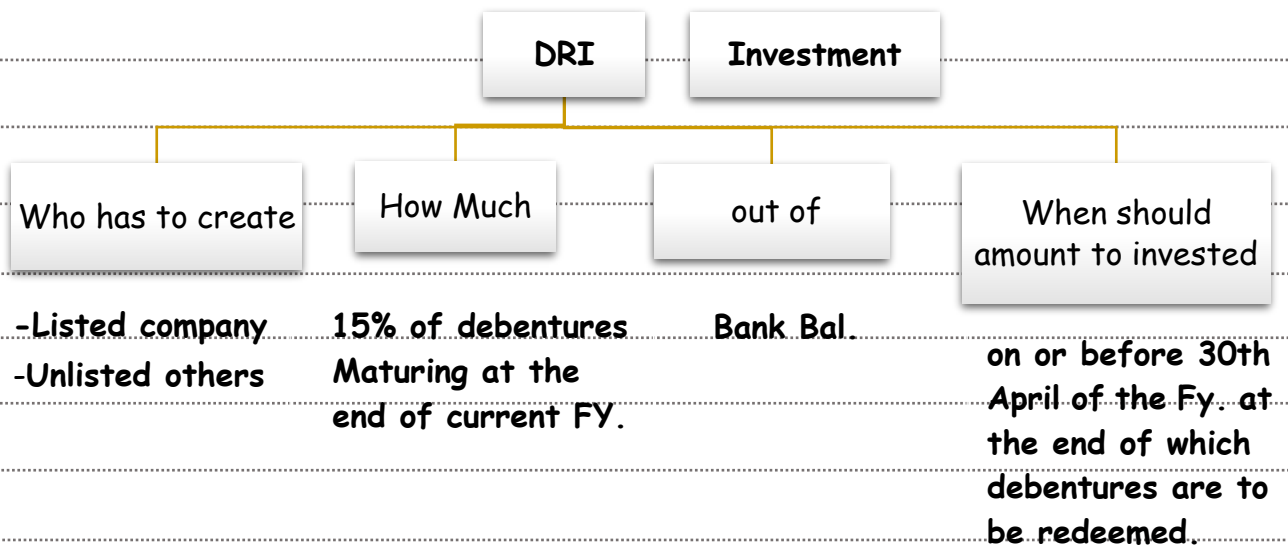 DRI
Investment
Who has to create
How Much
out of
When should
amount to invested
-Listed company
-Unlisted others
15% of debentures
Maturing at the
end of current FY.
Bank Bal.
on or before 30th
April of the Fy. at
the end of which
debentures are to
be redeemed.